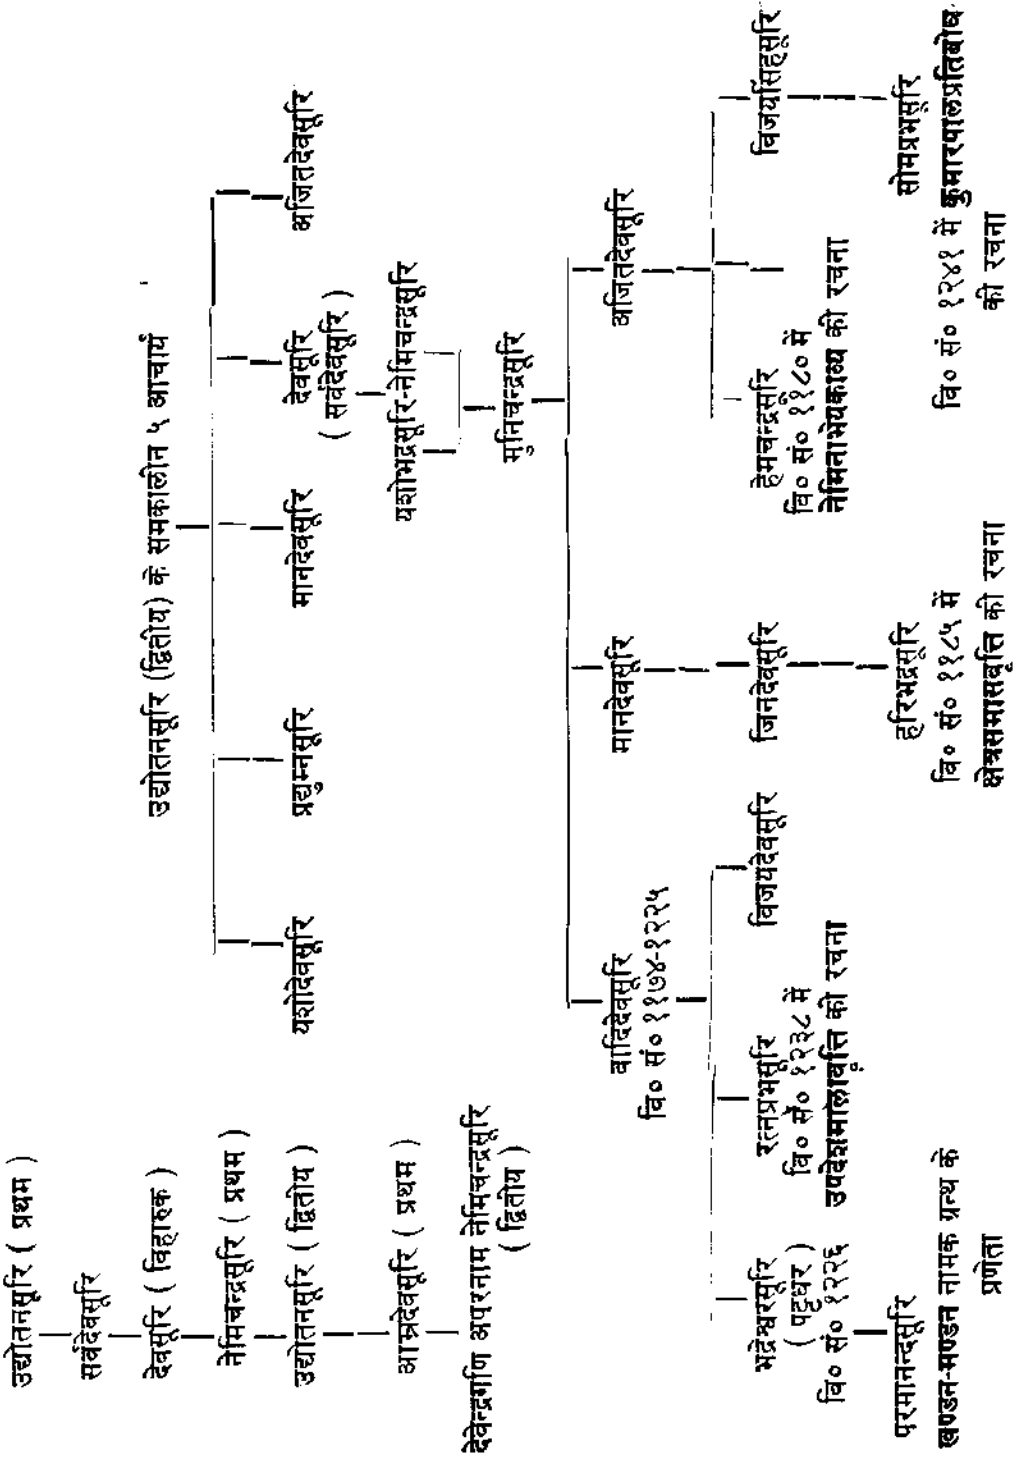 उद्योतनसूरि ( प्रथम )
सर्वदेवसूरि
देवसूरि ( विहारुक )
नेमिचन्द्रसूरि ( प्रथम )
उद्योतनसूरि ( द्वितीय )
आम्रदेवसूरि ( प्रथम )
देवेन्द्रगणि अपरनाम नेमिचन्द्रसूरि
( द्वितीय )
उद्योतनसूरि (द्वितीय) के समकालीन ५ आचार्य
यशोदेवसूरि
प्रद्युम्नसूरि
मानदेवसूरि
देवसूरि
( सर्वदेवसूरि )
अजितदेवसूरि
यशोभद्रसूरि-नेमिचन्द्रसूरि
मुनिचन्द्रसूरि
वादिदेवसूरि
वि० सं० ११७४-१२२५
मानदेवसूरि
अजितदेवसूरि
भद्रेश्वरसूरि
( पट्टधर )
वि० सं० १२२६
रत्नप्रभसूरि
वि० सं० १२३८ में
उपदेशमालावृत्ति की रचना
विजयदेवसूरि
जिनदेवसूरि
हेमचन्द्रसूरि
वि० सं० ११८० में
नेमिनाभेयकाव्य की रचना
विजयसिंहसूरि
परमानन्दसूरि
खण्डन-मण्डन नामक ग्रन्थ के
प्रणेता
हरिभद्रसूरि
वि० सं० ११८५ में
क्षेत्रसमासवृत्ति की रचना
सोमप्रभसूरि
वि० सं० १२४१ में कुमारपालप्रतिबोध
की रचना